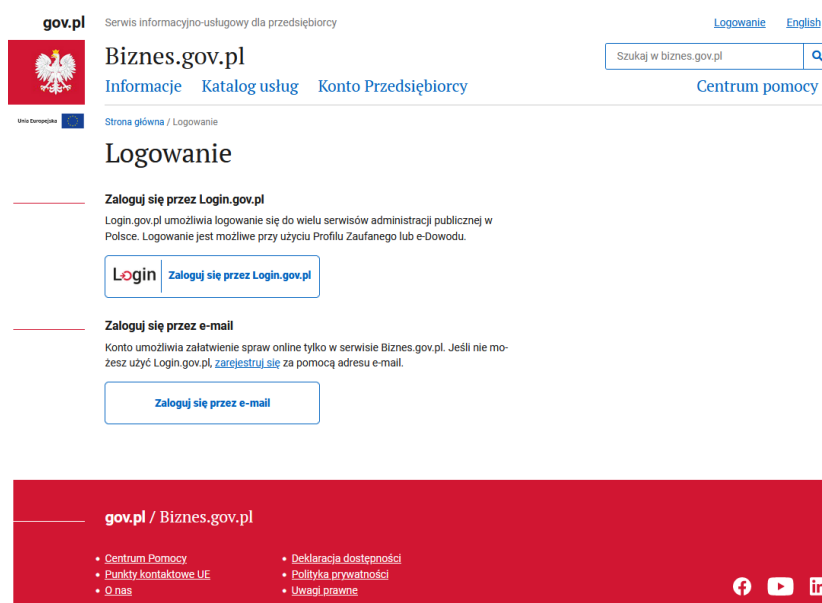 gov.pl
Serwis informacyjno-usługowy dla przedsiębiorcy
Logowanie
English
Biznes.gov.pl
Szukaj w biznes.gov.pl
Informacje
Katalog usług
Konto Przedsiębiorcy
Centrum pomocy
Unia Europejska
Strona główna / Logowanie
Logowanie
Zaloguj się przez Login.gov.pl
Login.gov.pl umożliwia logowanie się do wielu serwisów administracji publicznej w
Polsce. Logowanie jest możliwe przy użyciu Profilu Zaufanego lub e-Dowodu.
Login
Zaloguj się przez Login.gov.pl
Zaloguj się przez e-mail
Konto umożliwia załatwienie spraw online tylko w serwisie Biznes.gov.pl. Jeśli nie mo-
żesz użyć Login.gov.pl, zarejestruj się za pomocą adresu e-mail.
Zaloguj się przez e-mail
gov.pl / Biznes.gov.pl
Centrum Pomocy
Punkty kontaktowe UE
O nas
Deklaracja dostępności
Polityka prywatności
Uwagi prawne